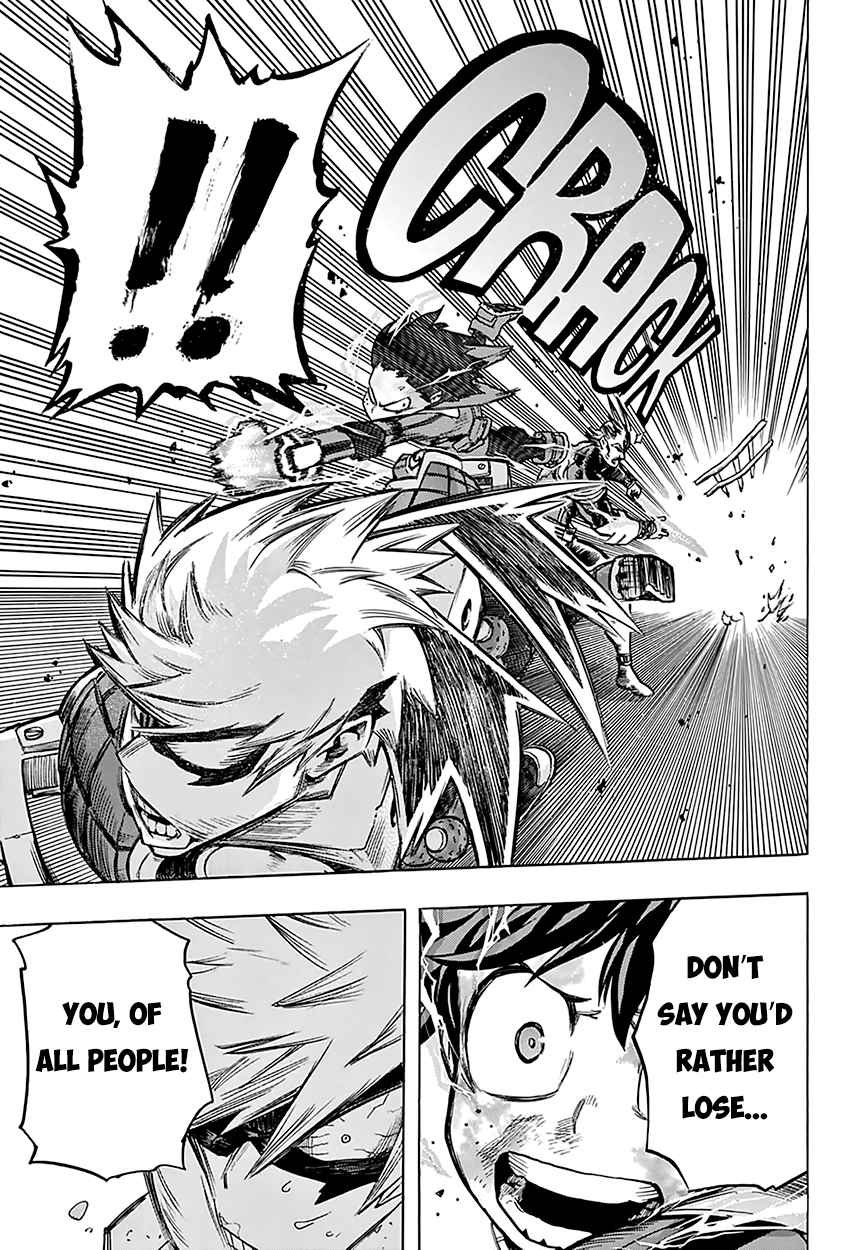 !!
CRACK
DON'T
SAY YOU'D
RATHER
LOSE...
YOU, OF
ALL PEOPLE!